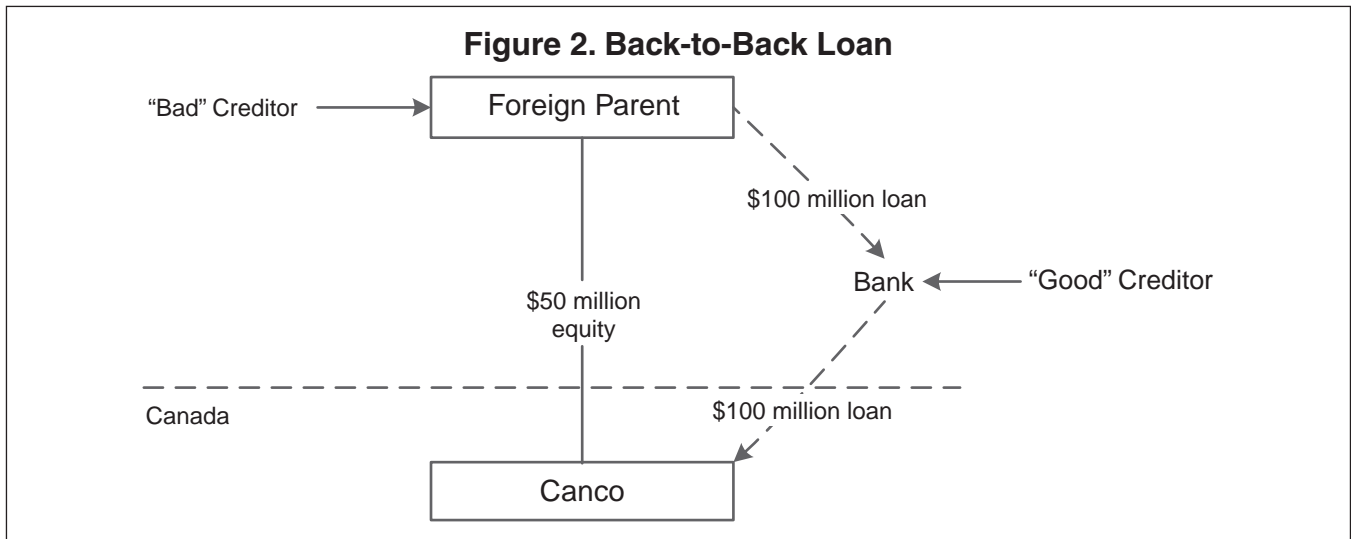 Figure 2. Back-to-Back Loan
“Bad” Creditor
Foreign Parent
$100 million loan
Bank
“Good” Creditor
$50 million
equity
Canada
$100 million loan
Canco